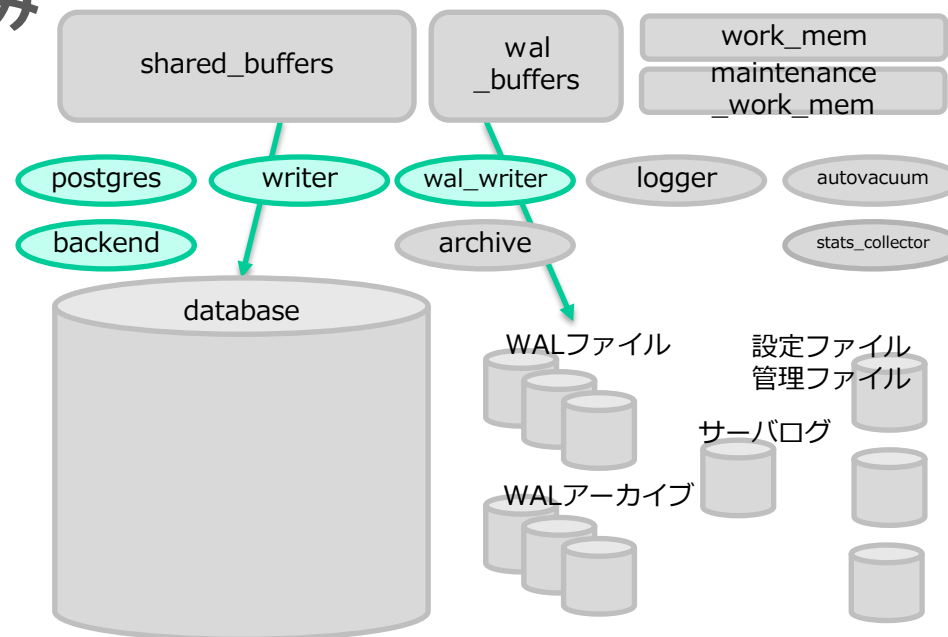 み
shared_buffers
wal
_buffers
work_mem
maintenance
_work_mem
postgres
writer
wal_writer
logger
autovacuum
backend
archive
stats_collector
database
WALファイル
設定ファイル
管理ファイル
サーバログ
WALアーカイブ